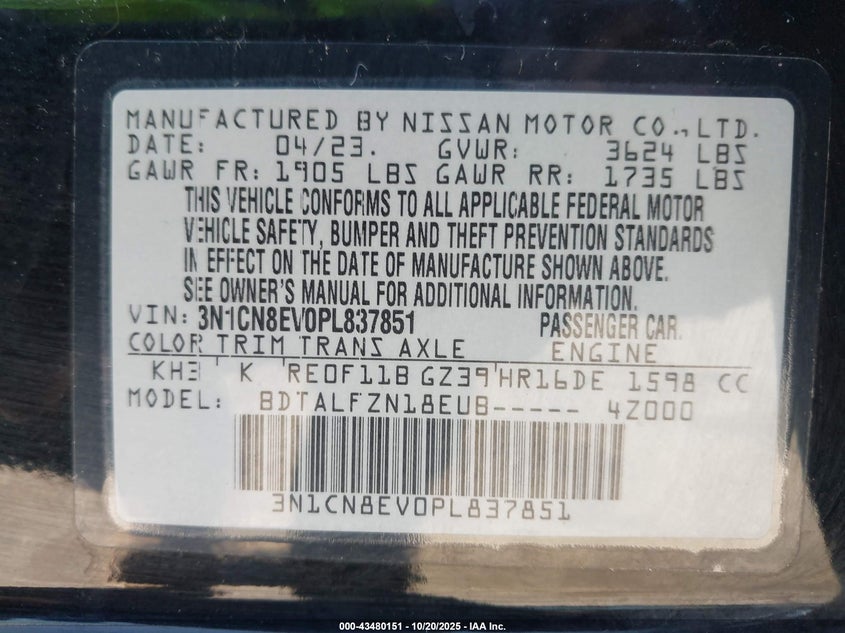 MANUFACTURED BY NISSAN MOTOR CO., LTD.
DATE: 04/23. GVWR: 3624 LBS
GAWR FR: 1905 LBS GAWR RR: 1735 LBS
THIS VEHICLE CONFORMS TO ALL APPLICABLE FEDERAL MOTOR
VEHICLE SAFETY, BUMPER AND THEFT PREVENTION STANDARDS
IN EFFECT ON THE DATE OF MANUFACTURE SHOWN ABOVE.
SEE OWNER'S MANUAL FOR ADDITIONAL INFORMATION.
VIN: 3N1CN8EV0PL837851 PASSENGER CAR.
COLOR TRIM TRANS AXLE ENGINE
KH3 K RE0F11B GZ39 HR16DE 1598 CC
MODEL: BDTALFZN18EUB----- 4Z000
3N1CN8EV0PL837851
000-43480151 - 10/20/2025 - IAA Inc.